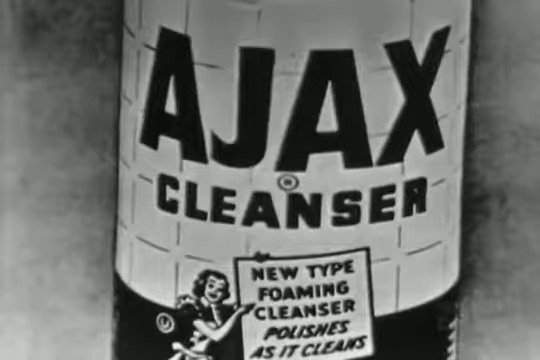 AJAX
CLEANSER
NEW TYPE
FOAMING
CLEANSER
POLISHES
AS IT CLEANS